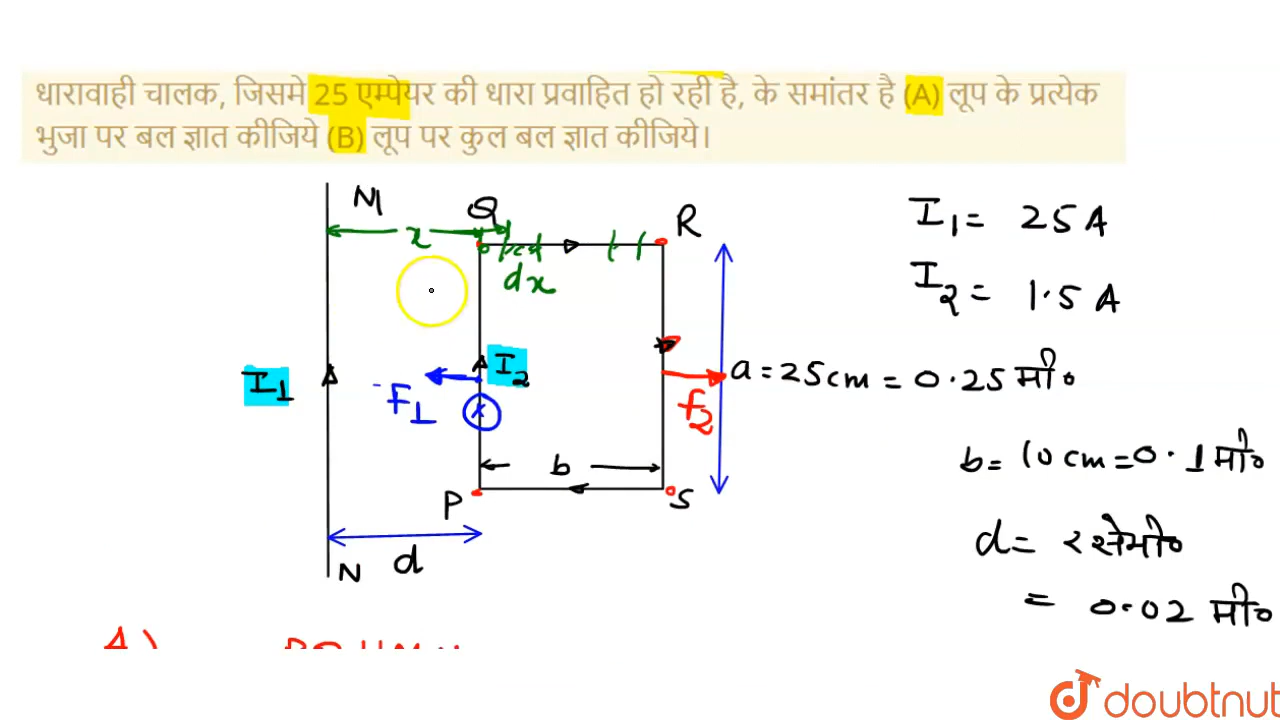 धारावाही चालक, जिसमे 25 एम्पेयर की धारा प्रवाहित हो रही है, के समांतर है (A) लूप के प्रत्येक
भुजा पर बल ज्ञात कीजिये (B) लूप पर कुल बल ज्ञात कीजिये।
M
Q
R
x
dx
I₁ = 25 A
I₂ = 1.5 A
I₁
I₂
F₁
f₂
a = 25cm = 0.25 मी०
b
b = 10 cm = 0.1 मी०
P
S
d
N
d = २ सेमी०
= 0.02 मी०
A)
doubtnut